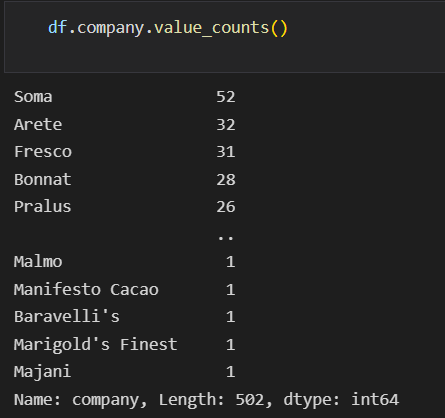 df.company.value_counts()
Soma 52
Arete 32
Fresco 31
Bonnat 28
Pralus 26
..
Malmo 1
Manifesto Cacao 1
Baravelli's 1
Marigold's Finest 1
Majani 1
Name: company, Length: 502, dtype: int64